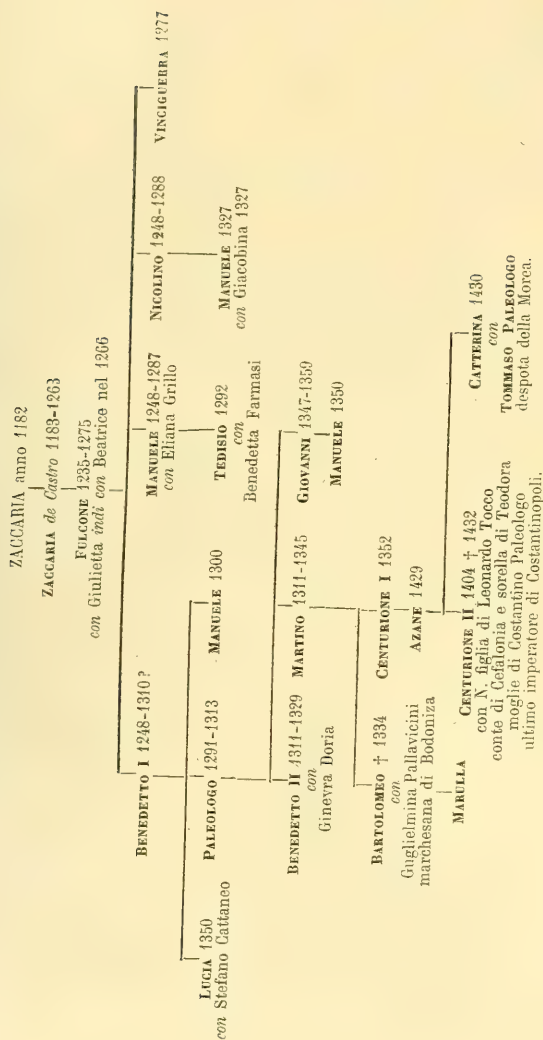 ZACCARIA anno 1182
ZACCARIA de Castro 1183-1263
FULCONE 1235-1275
con Giulietta indi con Beatrice nel 1266
BENEDETTO I 1248-1310?
MANUELE 1248-1287
con Eliana Grillo
NICOLINO 1248-1288
VINCIGUERRA 1277
LUCIA 1350
con Stefano Cattaneo
PALEOLOGO 1291-1313
MANUELE 1300
TEDISIO 1292
con
Benedetta Farmasi
MANUELE 1327
con Giacobina 1327
BENEDETTO II 1311-1329
con
Ginevra Doria
MARTINO 1311-1345
GIOVANNI 1347-1359
MANUELE 1350
BARTOLOMEO † 1334
con
Guglielmina Pallavicini
marchesana di Bodoniza
CENTURIONE I 1352
MARULLA
AZANE 1429
CENTURIONE II 1404 † 1432
con N. figlia di Leonardo Tocco
conte di Cefalonia e sorella di Teodora
moglie di Costantino Paleologo
ultimo imperatore di Costantinopoli.
CATTERINA 1430
con
TOMMASO PALEOLOGO
despota della Morea.